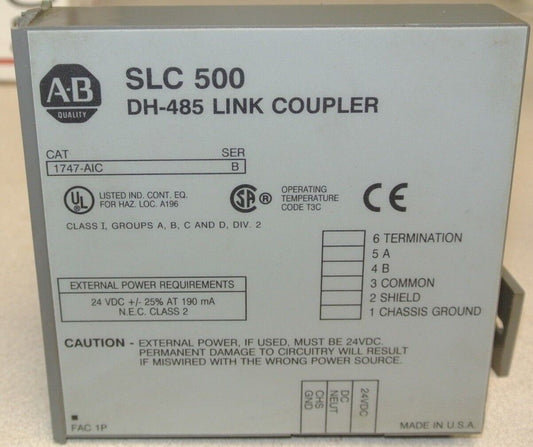 A-B
QUALITY
SLC 500
DH-485 LINK COUPLER
CAT SER
1747-AIC B
UL LISTED IND. CONT. EQ.
FOR HAZ. LOC. A196
SA
OPERATING
TEMPERATURE
CODE T3C
CE
CLASS I, GROUPS A, B, C AND D, DIV. 2
6 TERMINATION
5 A
4 B
3 COMMON
2 SHIELD
1 CHASSIS GROUND
EXTERNAL POWER REQUIREMENTS
24 VDC +/- 25% AT 190 mA
N.E.C. CLASS 2
CAUTION - EXTERNAL POWER, IF USED, MUST BE 24VDC.
PERMANENT DAMAGE TO CIRCUITRY WILL RESULT
IF MISWIRED WITH THE WRONG POWER SOURCE.
24VDC
DC
NEUT
CHS
GND
FAC 1P
MADE IN U.S.A.